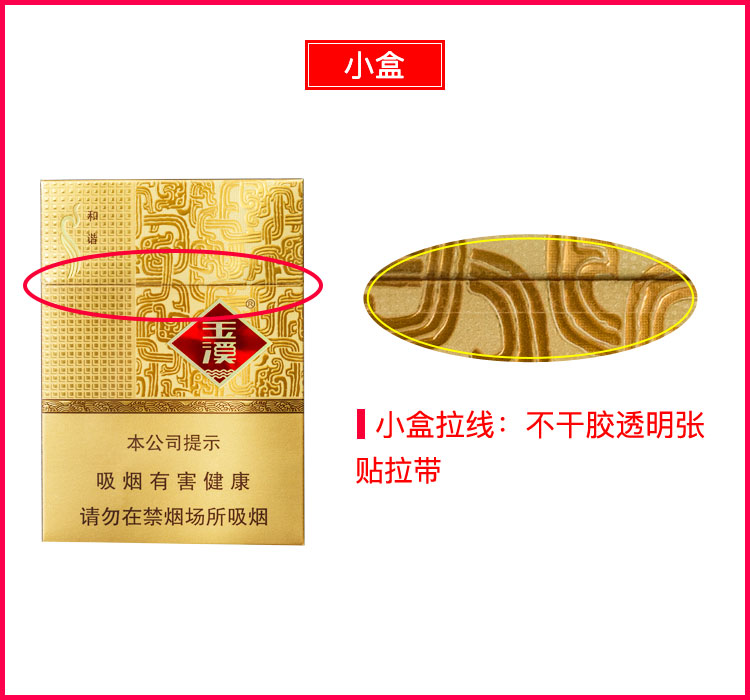 小盒
和
谐
®
玉
溪
本公司提示
吸烟有害健康
请勿在禁烟场所吸烟
小盒拉线：不干胶透明张
贴拉带